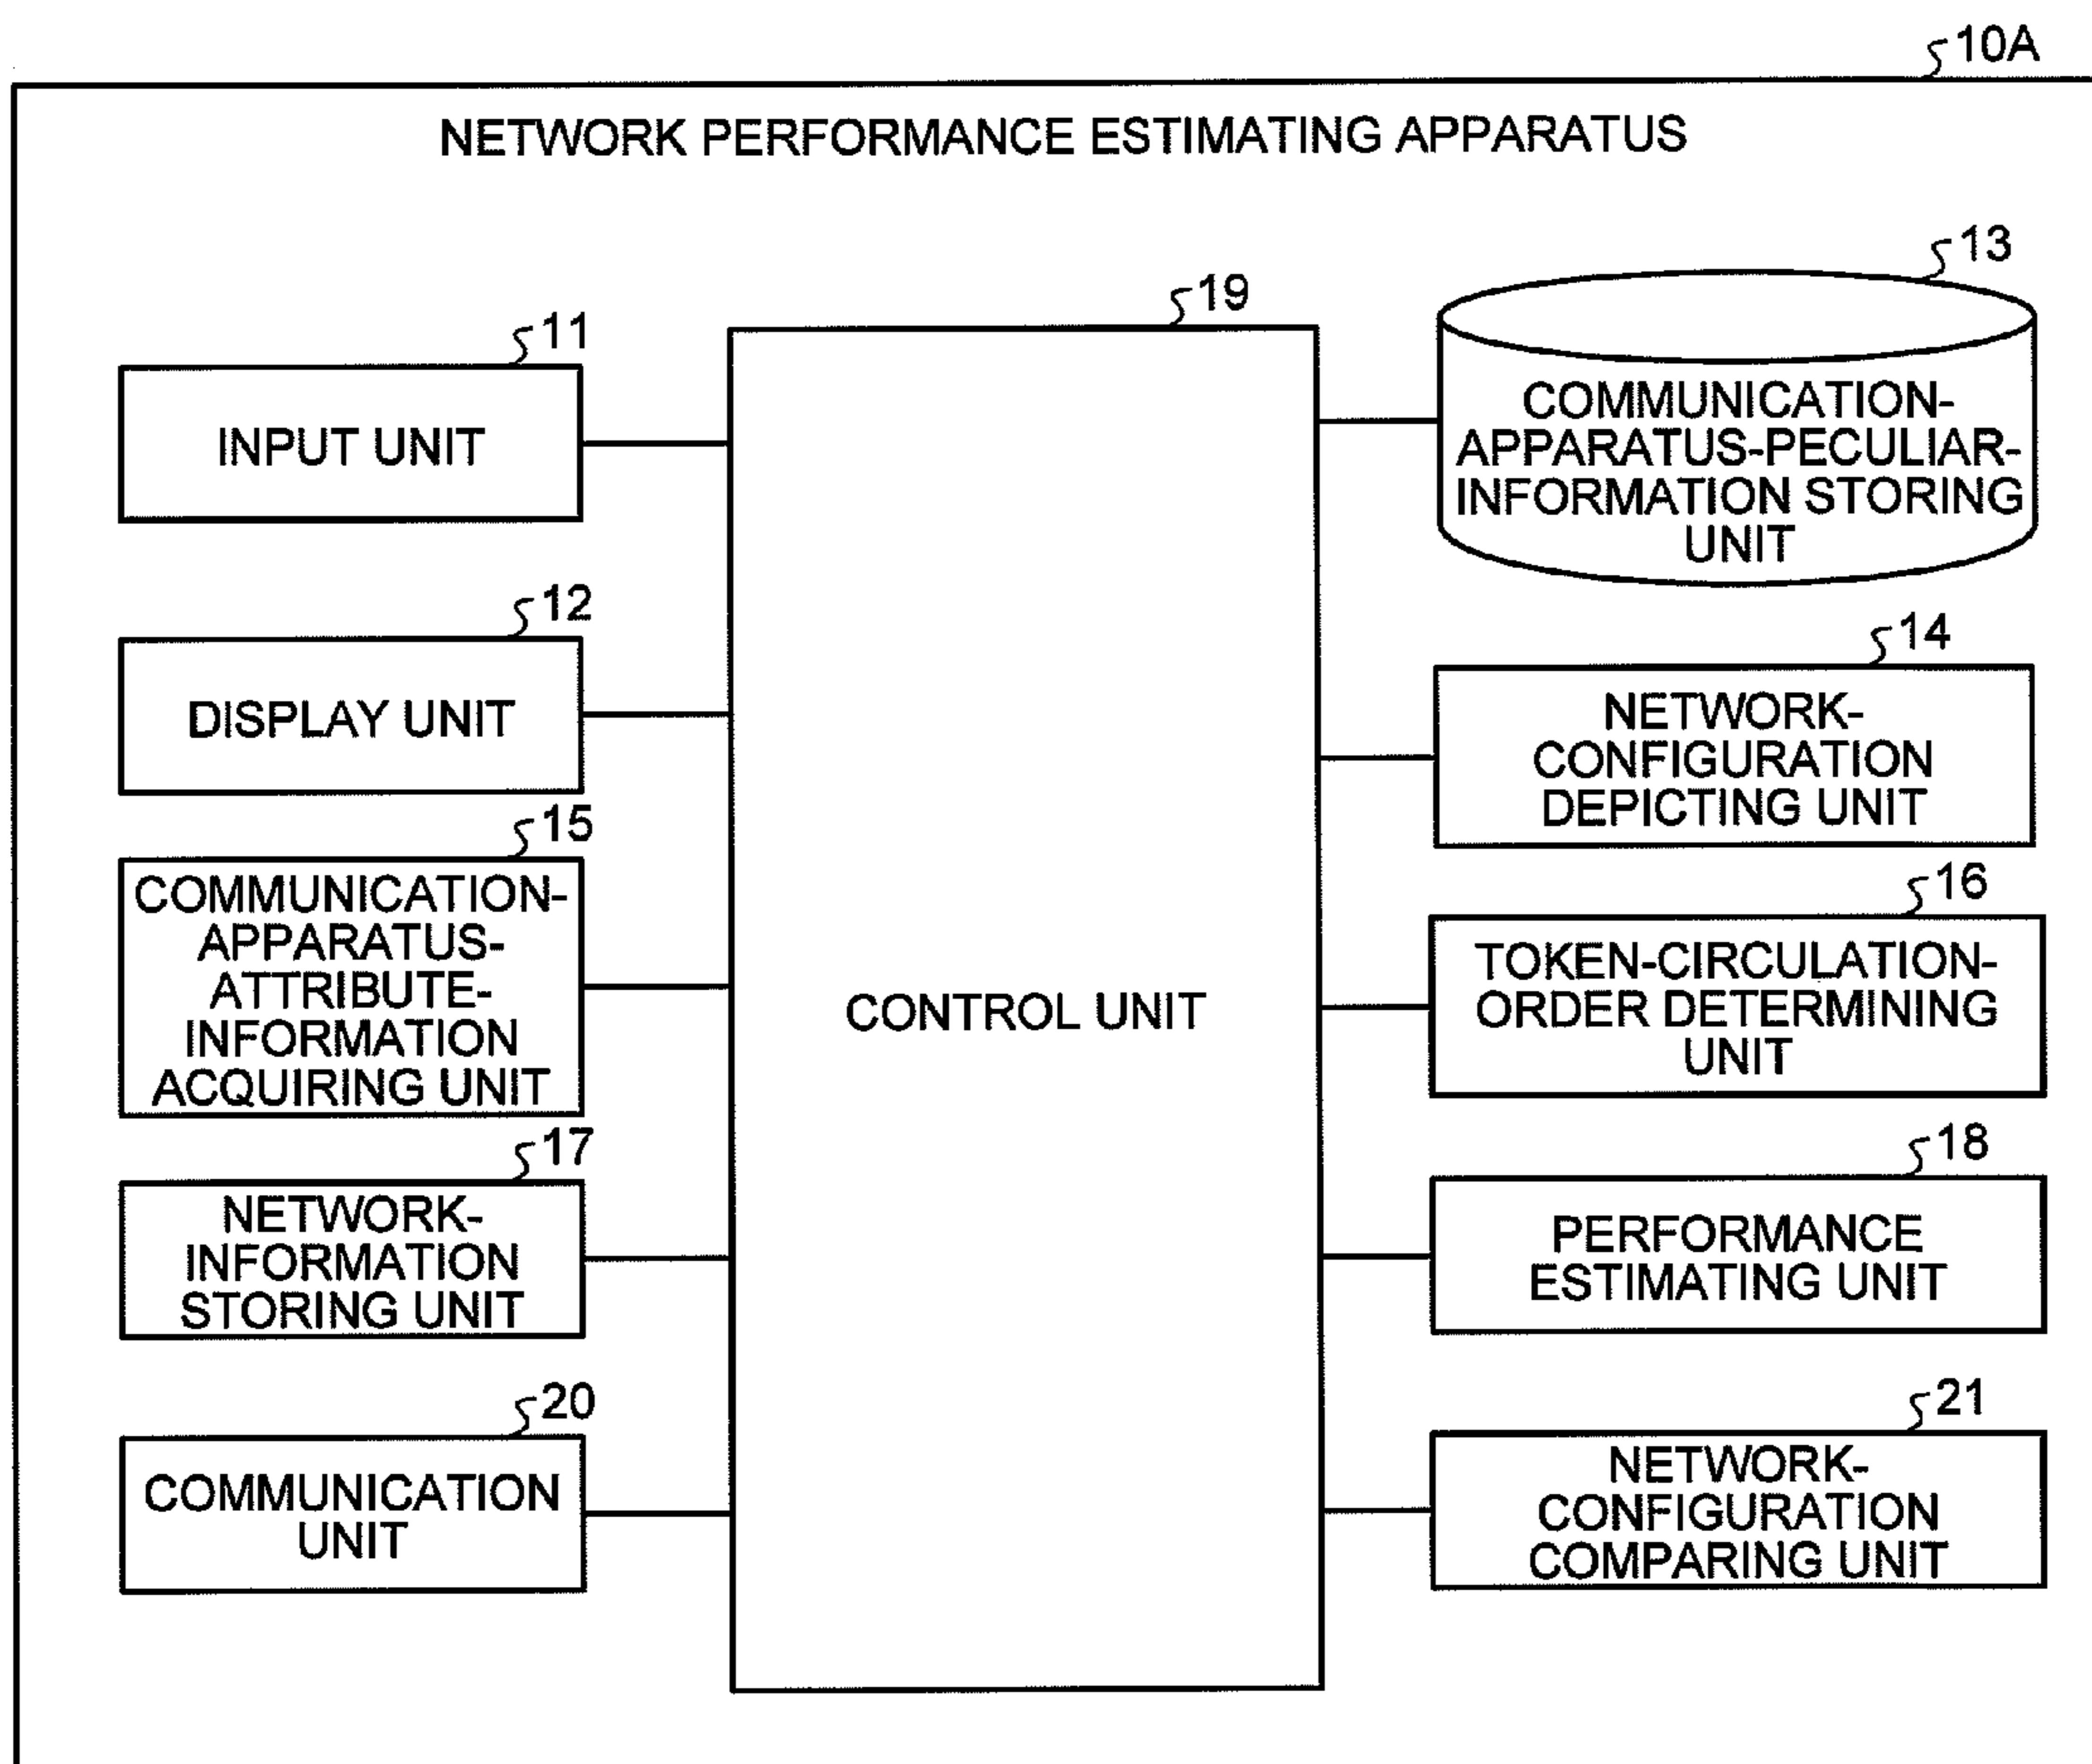 10A
NETWORK PERFORMANCE ESTIMATING APPARATUS
11
INPUT UNIT
12
DISPLAY UNIT
15
COMMUNICATION-
APPARATUS-
ATTRIBUTE-
INFORMATION
ACQUIRING UNIT
17
NETWORK-
INFORMATION
STORING UNIT
20
COMMUNICATION
UNIT
19
CONTROL UNIT
13
COMMUNICATION-
APPARATUS-PECULIAR-
INFORMATION STORING
UNIT
14
NETWORK-
CONFIGURATION
DEPICTING UNIT
16
TOKEN-CIRCULATION-
ORDER DETERMINING
UNIT
18
PERFORMANCE
ESTIMATING UNIT
21
NETWORK-
CONFIGURATION
COMPARING UNIT